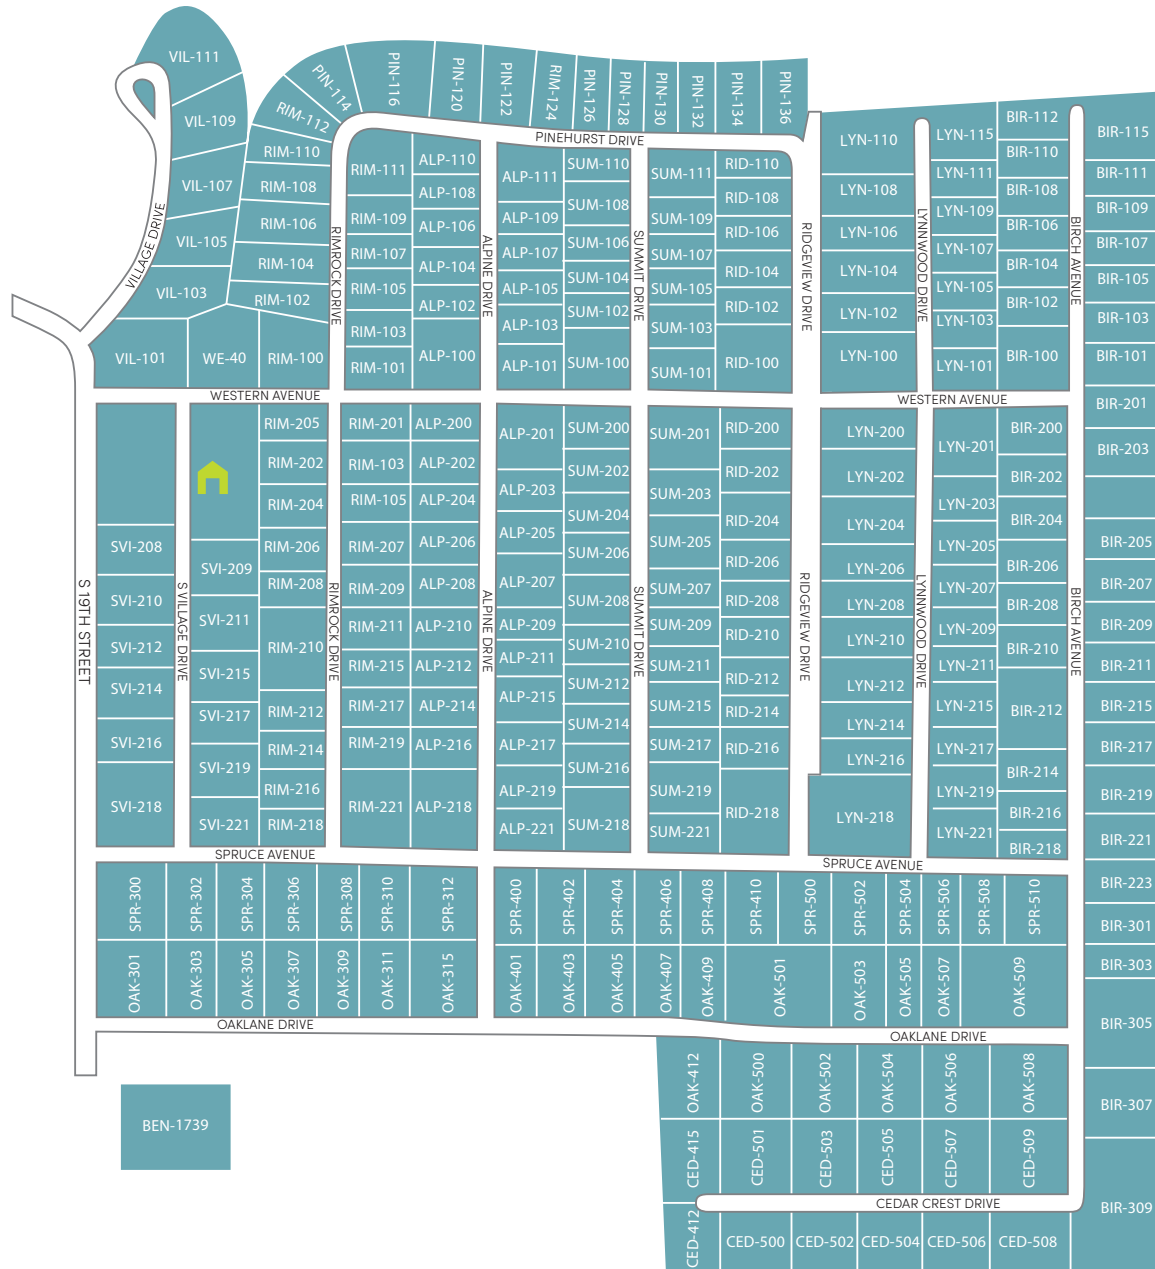 VIL-111
VIL-109
VIL-107
VIL-105
VIL-103
VIL-101
VILLAGE DRIVE
WE-40
PIN-114
PIN-116
PIN-120
PIN-122
RIM-124
PIN-126
PIN-128
PIN-130
PIN-132
PIN-134
PIN-136
PINEHURST DRIVE
RIM-112
RIM-110
RIM-108
RIM-106
RIM-104
RIM-102
RIM-100
RIMROCK DRIVE
RIM-111
RIM-109
RIM-107
RIM-105
RIM-103
RIM-101
ALP-110
ALP-108
ALP-106
ALP-104
ALP-102
ALP-100
ALPINE DRIVE
ALP-111
ALP-109
ALP-107
ALP-105
ALP-103
ALP-101
SUM-110
SUM-108
SUM-106
SUM-104
SUM-102
SUM-100
SUMMIT DRIVE
SUM-111
SUM-109
SUM-107
SUM-105
SUM-103
SUM-101
RID-110
RID-108
RID-106
RID-104
RID-102
RID-100
RIDGEVIEW DRIVE
LYN-110
LYN-108
LYN-106
LYN-104
LYN-102
LYN-100
LYNNWOOD DRIVE
LYN-115
LYN-111
LYN-109
LYN-107
LYN-105
LYN-103
LYN-101
BIR-112
BIR-110
BIR-108
BIR-106
BIR-104
BIR-102
BIR-100
BIRCH AVENUE
BIR-115
BIR-111
BIR-109
BIR-107
BIR-105
BIR-103
BIR-101
BIR-201
BIR-203
WESTERN AVENUE
WESTERN AVENUE
S 19TH STREET
SVI-208
SVI-210
SVI-212
SVI-214
SVI-216
SVI-218
S VILLAGE DRIVE
SVI-209
SVI-211
SVI-215
SVI-217
SVI-219
SVI-221
RIM-205
RIM-202
RIM-204
RIM-206
RIM-208
RIM-210
RIM-212
RIM-214
RIM-216
RIM-218
RIMROCK DRIVE
RIM-201
RIM-103
RIM-105
RIM-207
RIM-209
RIM-211
RIM-215
RIM-217
RIM-219
RIM-221
ALP-200
ALP-202
ALP-204
ALP-206
ALP-208
ALP-210
ALP-212
ALP-214
ALP-216
ALP-218
ALPINE DRIVE
ALP-201
ALP-203
ALP-205
ALP-207
ALP-209
ALP-211
ALP-215
ALP-217
ALP-219
ALP-221
SUM-200
SUM-202
SUM-204
SUM-206
SUM-208
SUM-210
SUM-212
SUM-214
SUM-216
SUM-218
SUMMIT DRIVE
SUM-201
SUM-203
SUM-205
SUM-207
SUM-209
SUM-211
SUM-215
SUM-217
SUM-219
SUM-221
RID-200
RID-202
RID-204
RID-206
RID-208
RID-210
RID-212
RID-214
RID-216
RID-218
RIDGEVIEW DRIVE
LYN-200
LYN-202
LYN-204
LYN-206
LYN-208
LYN-210
LYN-212
LYN-214
LYN-216
LYN-218
LYNNWOOD DRIVE
LYN-201
LYN-203
LYN-205
LYN-207
LYN-209
LYN-211
LYN-215
LYN-217
LYN-219
LYN-221
BIR-200
BIR-202
BIR-204
BIR-206
BIR-208
BIR-210
BIR-212
BIR-214
BIR-216
BIR-218
BIRCH AVENUE
BIR-205
BIR-207
BIR-209
BIR-211
BIR-215
BIR-217
BIR-219
BIR-221
BIR-223
BIR-301
BIR-303
BIR-305
BIR-307
BIR-309
SPRUCE AVENUE
SPRUCE AVENUE
SPR-300
SPR-302
SPR-304
SPR-306
SPR-308
SPR-310
SPR-312
SPR-400
SPR-402
SPR-404
SPR-406
SPR-408
SPR-410
SPR-500
SPR-502
SPR-504
SPR-506
SPR-508
SPR-510
OAK-301
OAK-303
OAK-305
OAK-307
OAK-309
OAK-311
OAK-315
OAK-401
OAK-403
OAK-405
OAK-407
OAK-409
OAK-501
OAK-503
OAK-505
OAK-507
OAK-509
OAKLANE DRIVE
OAKLANE DRIVE
OAK-412
OAK-500
OAK-502
OAK-504
OAK-506
OAK-508
BEN-1739
CED-415
CED-501
CED-503
CED-505
CED-507
CED-509
CEDAR CREST DRIVE
CED-412
CED-500
CED-502
CED-504
CED-506
CED-508